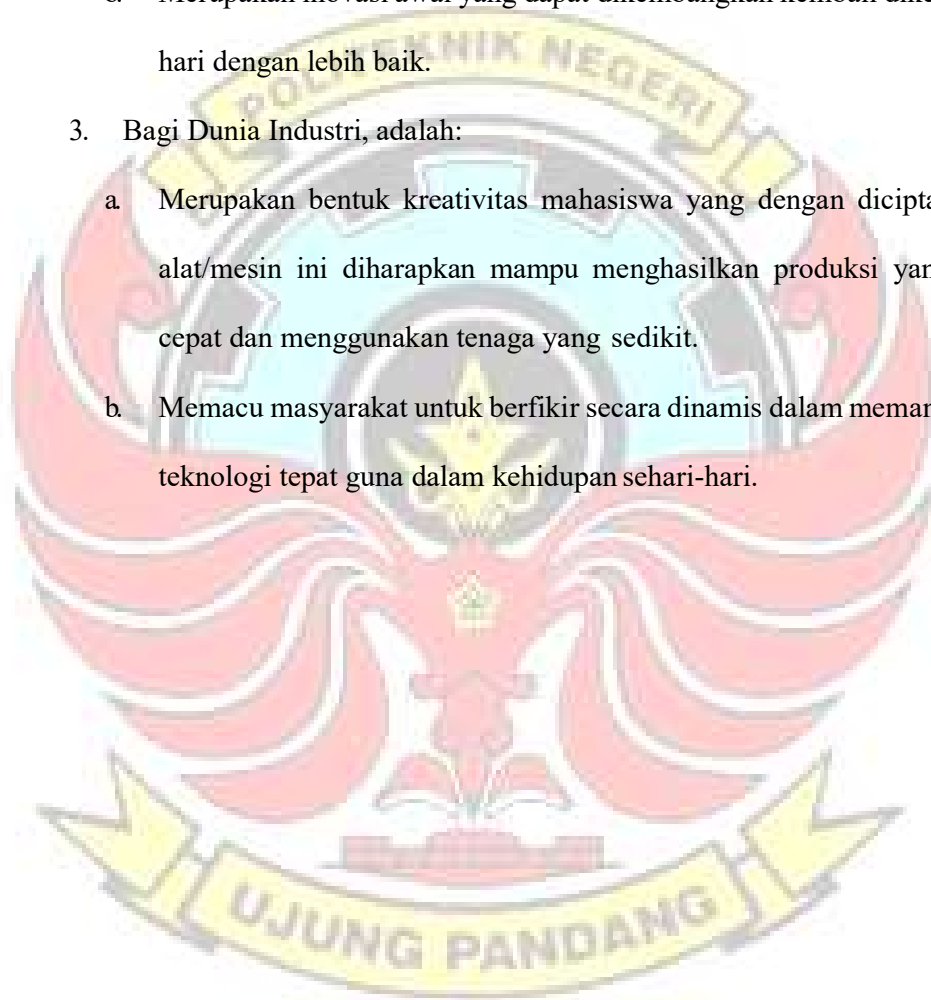 hari dengan lebih baik.
POLITEKNIK NEGERI
3. Bagi Dunia Industri, adalah:
a. Merupakan bentuk kreativitas mahasiswa yang dengan dicipta
alat/mesin ini diharapkan mampu menghasilkan produksi yan
cepat dan menggunakan tenaga yang sedikit.
b. Memacu masyarakat untuk berfikir secara dinamis dalam meman
teknologi tepat guna dalam kehidupan sehari-hari.
UJUNG PANDANG